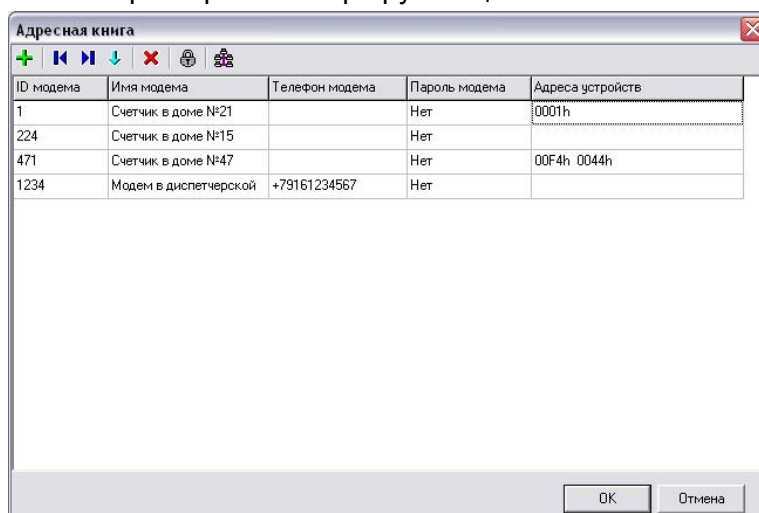 Адресная книга
ID модема Имя модема Телефон модема Пароль модема Адреса устройств
1 Счетчик в доме №21 Нет 0001h
224 Счетчик в доме №15 Нет
471 Счетчик в доме №47 Нет 00F4h 0044h
1234 Модем в диспетчерской +79161234567 Нет
OK Отмена